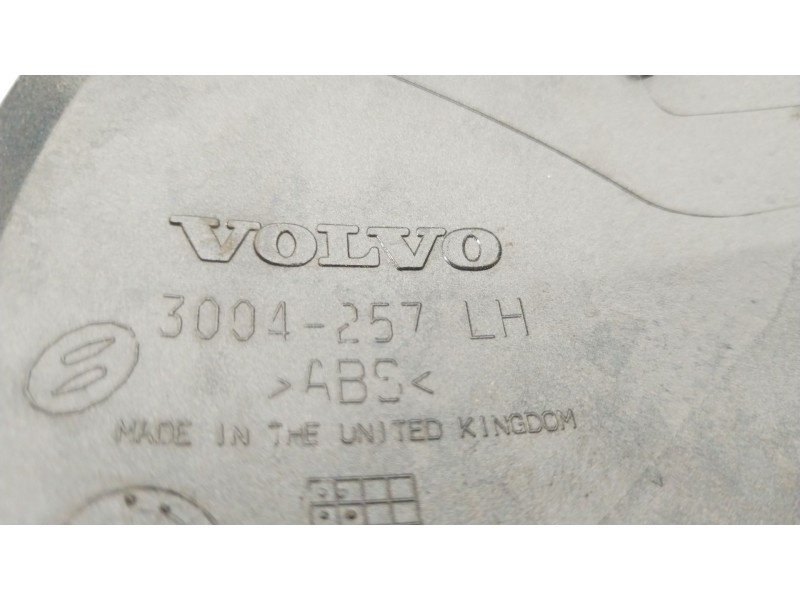 VOLVO
3004-257 LH
>ABS<
MADE IN THE UNITED KINGDOM